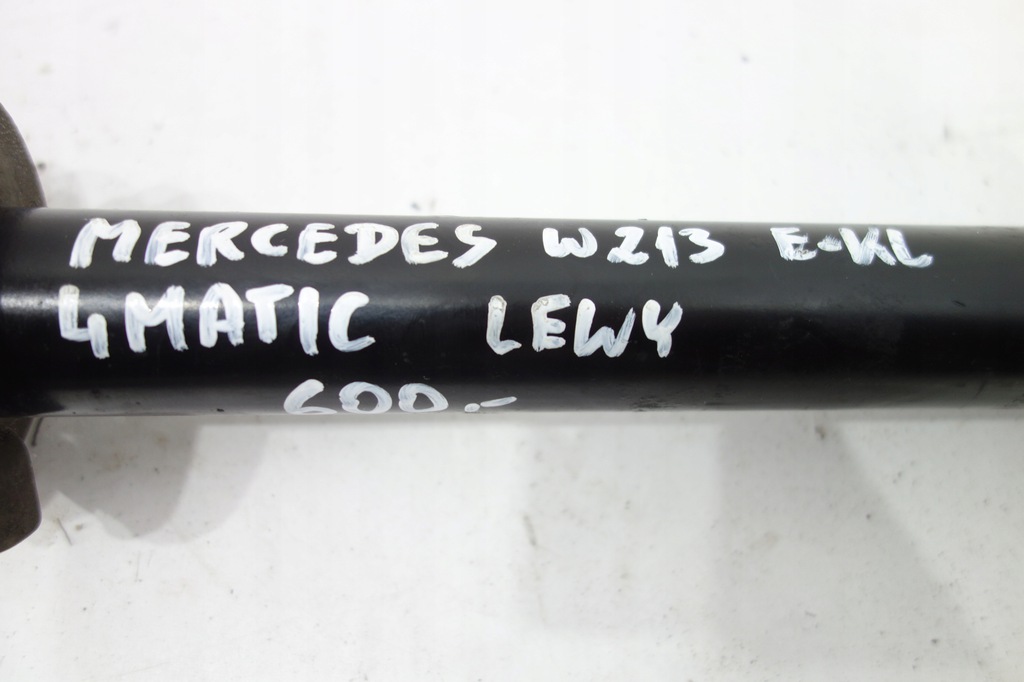 MERCEDES W213 E-KL
4MATIC LEWY
600.-